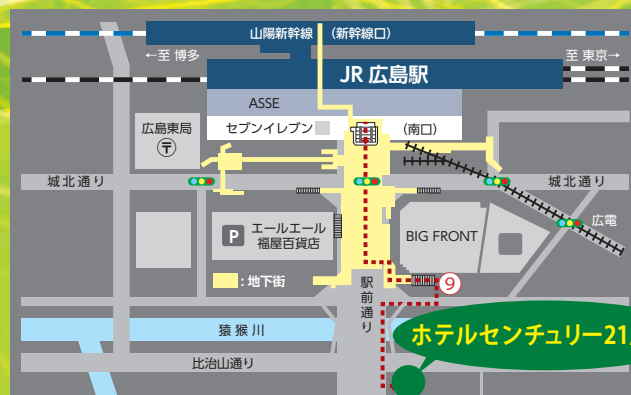 山陽新幹線 (新幹線口)
←至 博多
至 東京→
JR 広島駅
ASSE
広島東局
〒
セブンイレブン
(南口)
城北通り
城北通り
広電
P
エールエール
福屋百貨店
BIG FRONT
:地下街
9
駅前通り
猿猴川
ホテルセンチュリー21
比治山通り